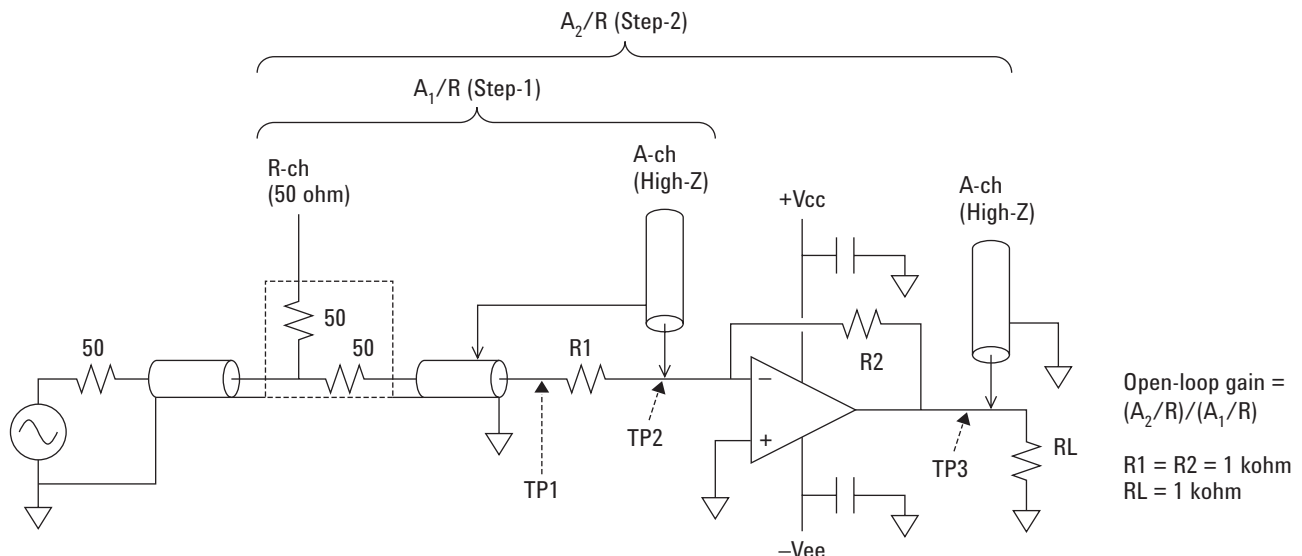 A₂/R (Step-2)
A₁/R (Step-1)
R-ch
(50 ohm)
A-ch
(High-Z)
A-ch
(High-Z)
+Vcc
50
50
50
R1
R2
TP1
TP2
TP3
RL
–
+
–Vee
Open-loop gain =
(A₂/R)/(A₁/R)
R1 = R2 = 1 kohm
RL = 1 kohm